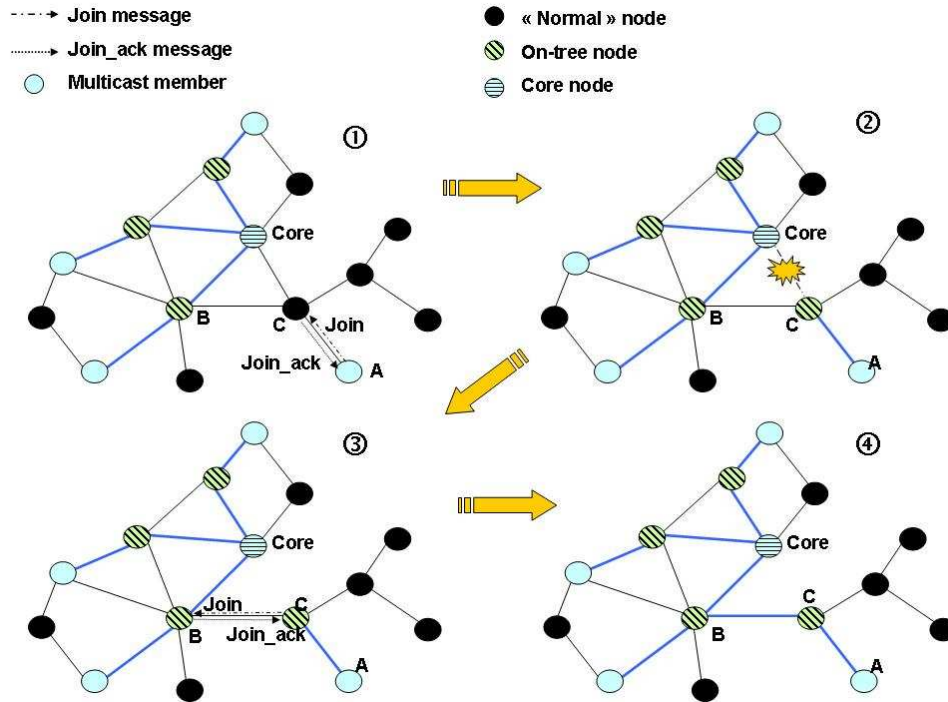 Join message
Join_ack message
Multicast member
« Normal » node
On-tree node
Core node
①
Core
B
C
Join
Join_ack
A
②
Core
B
C
A
③
Core
Join
C
B
Join_ack
A
④
Core
C
B
A